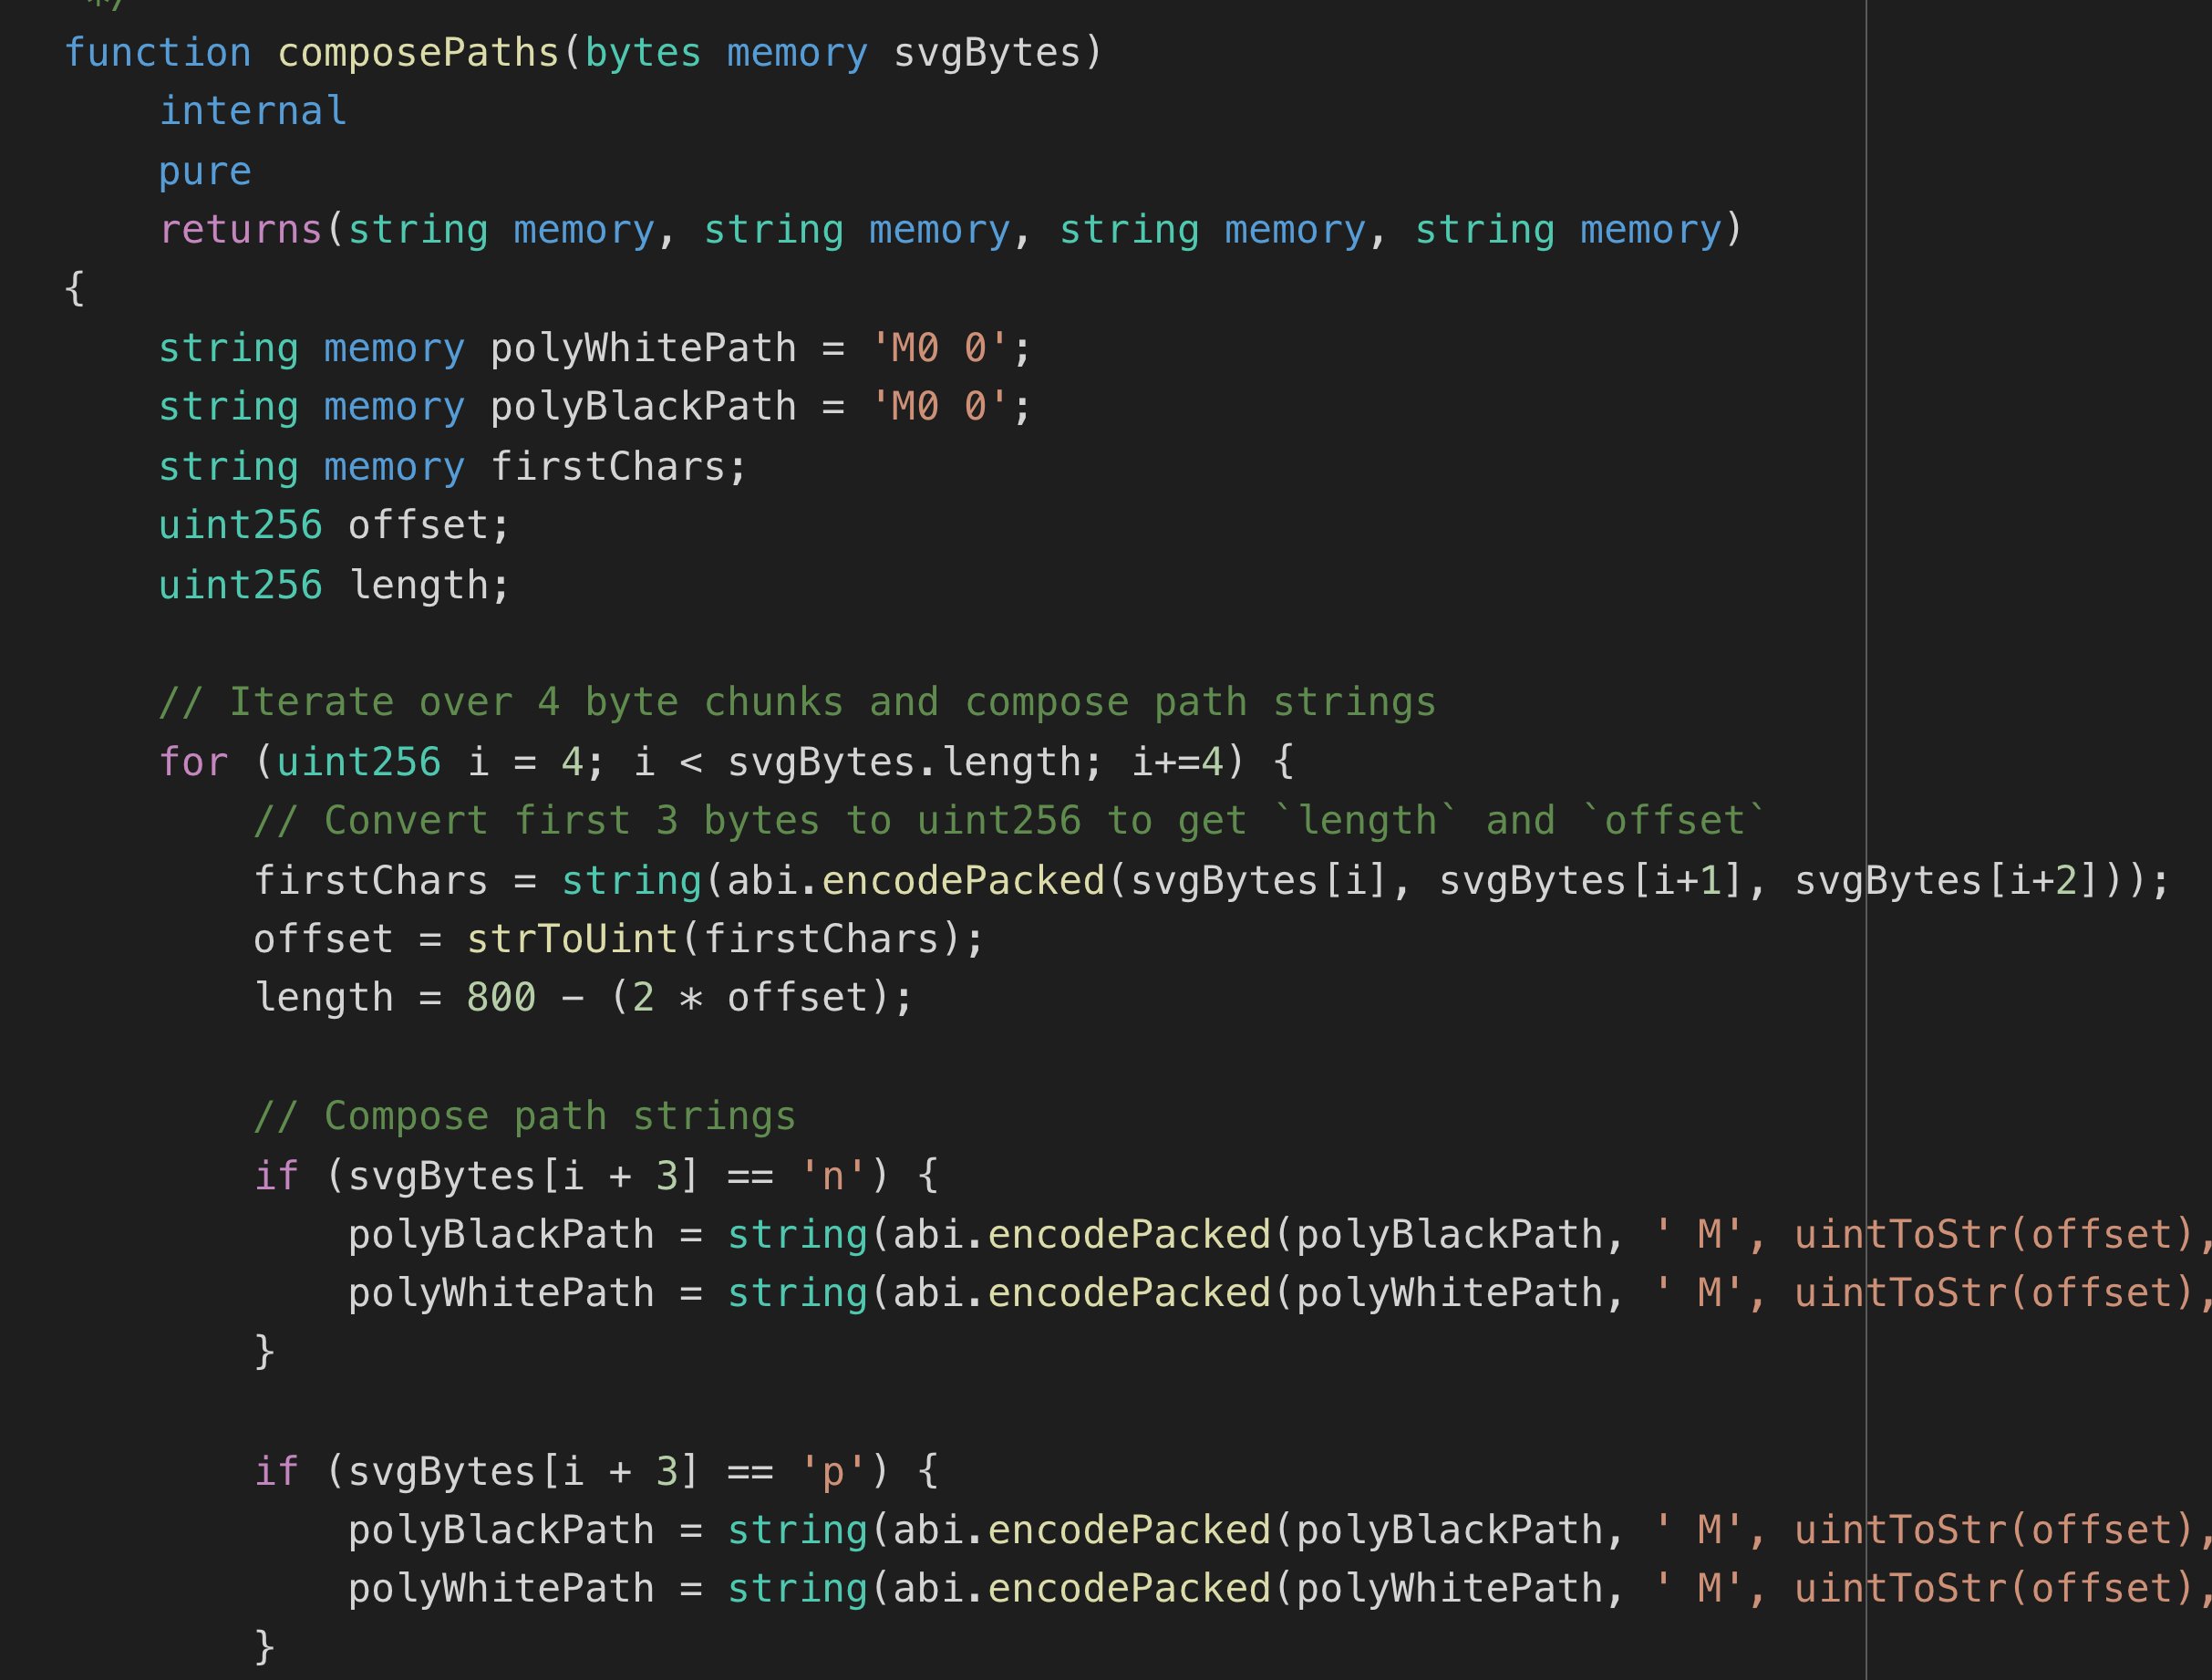 */
function composePaths(bytes memory svgBytes)
internal
pure
returns(string memory, string memory, string memory, string memory)
{
string memory polyWhitePath = 'M0 0';
string memory polyBlackPath = 'M0 0';
string memory firstChars;
uint256 offset;
uint256 length;
// Iterate over 4 byte chunks and compose path strings
for (uint256 i = 4; i < svgBytes.length; i+=4) {
// Convert first 3 bytes to uint256 to get `length` and `offset`
firstChars = string(abi.encodePacked(svgBytes[i], svgBytes[i+1], svgBytes[i+2]));
offset = strToUint(firstChars);
length = 800 - (2 * offset);
// Compose path strings
if (svgBytes[i + 3] == 'n') {
polyBlackPath = string(abi.encodePacked(polyBlackPath, ' M', uintToStr(offset),
polyWhitePath = string(abi.encodePacked(polyWhitePath, ' M', uintToStr(offset),
}
if (svgBytes[i + 3] == 'p') {
polyBlackPath = string(abi.encodePacked(polyBlackPath, ' M', uintToStr(offset),
polyWhitePath = string(abi.encodePacked(polyWhitePath, ' M', uintToStr(offset),
}